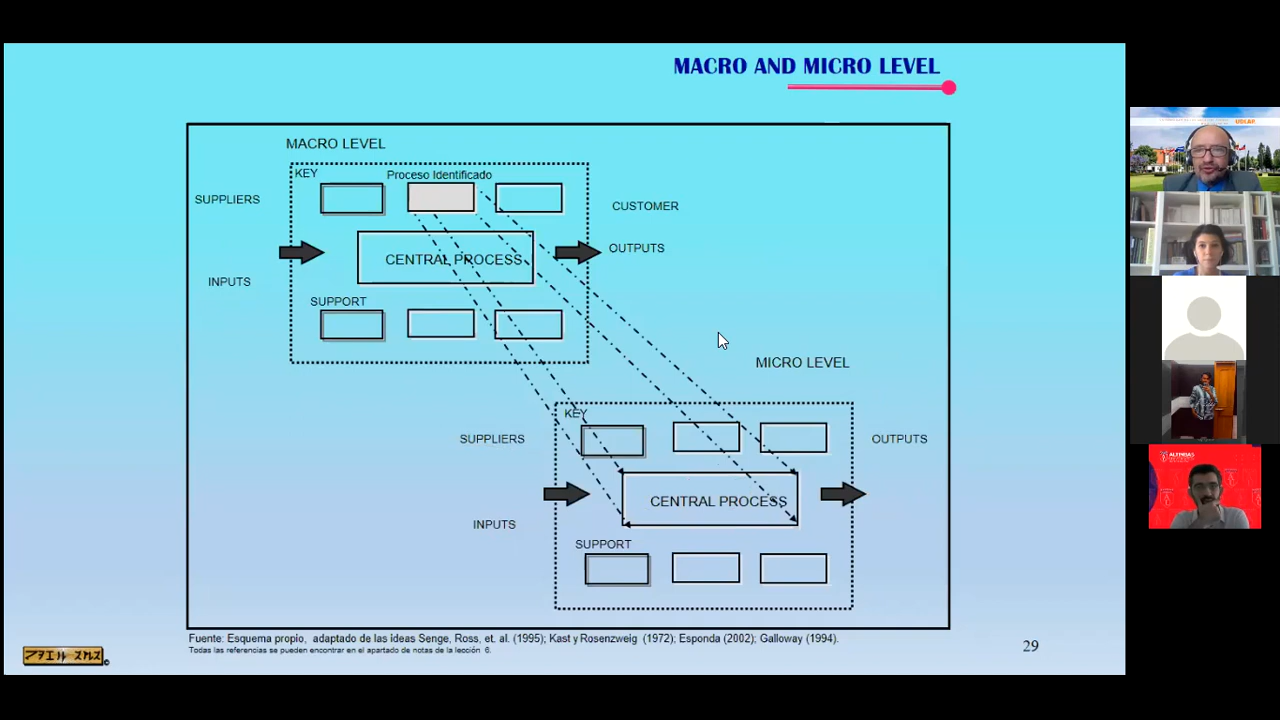 MACRO AND MICRO LEVEL
MACRO LEVEL
KEY
Proceso Identificado
SUPPLIERS
CUSTOMER
CENTRAL PROCESS
OUTPUTS
INPUTS
SUPPORT
MICRO LEVEL
KEY
SUPPLIERS
OUTPUTS
CENTRAL PROCESS
INPUTS
SUPPORT
Fuente: Esquema propio, adaptado de las ideas Senge, Ross, et. al. (1995); Kast y Rosenzweig (1972); Esponda (2002); Galloway (1994).
Todas las referencias se pueden encontrar en el apartado de notas de la lección 6.
29